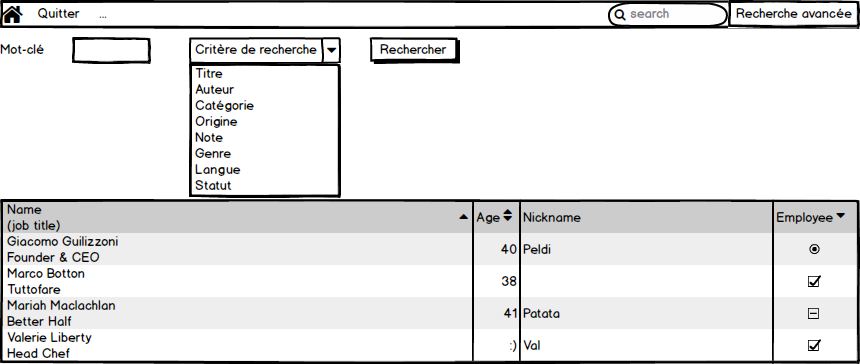 Quitter ...
search
Recherche avancée
Mot-clé
Critère de recherche
Rechercher
Titre
Auteur
Catégorie
Origine
Note
Genre
Langue
Statut
Name
(job title)
Age
Nickname
Employee
Giacomo Guilizzoni
Founder & CEO
40
Peldi
Marco Botton
Tuttofare
38
Mariah Maclachlan
Better Half
41
Patata
Valerie Liberty
Head Chef
:)
Val